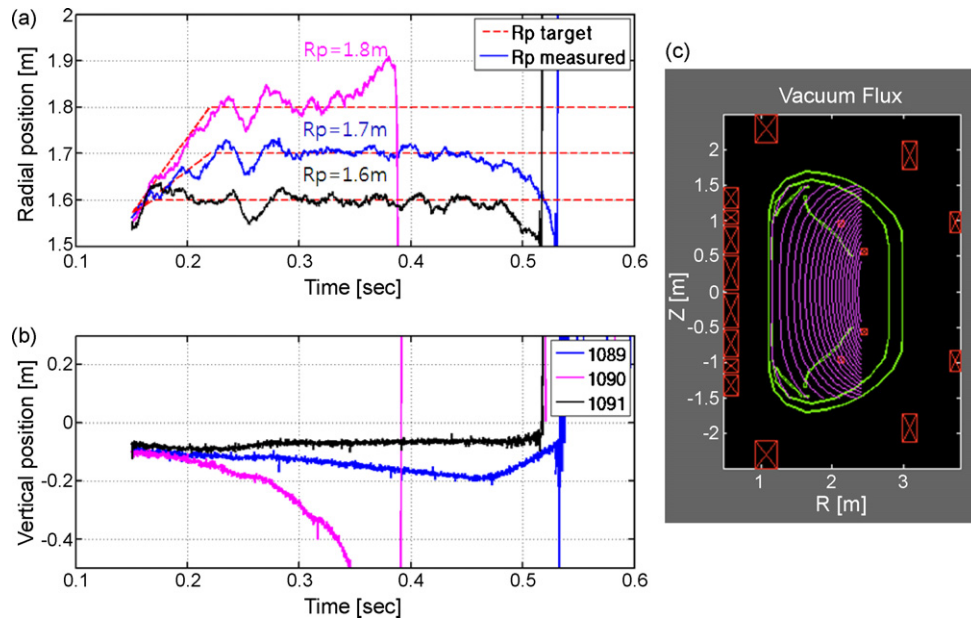 (a)
2
1.9
1.8
1.7
1.6
1.5
Radial position [m]
Rp=1.8m
Rp=1.7m
Rp=1.6m
Rp target
Rp measured
0.1 0.2 0.3 0.4 0.5 0.6
Time [sec]
(b)
0.2
0
-0.2
-0.4
Vertical position [m]
1089
1090
1091
0.1 0.2 0.3 0.4 0.5 0.6
Time [sec]
(c)
Vacuum Flux
2
1.5
1
0.5
0
-0.5
-1
-1.5
-2
Z [m]
1 2 3
R [m]